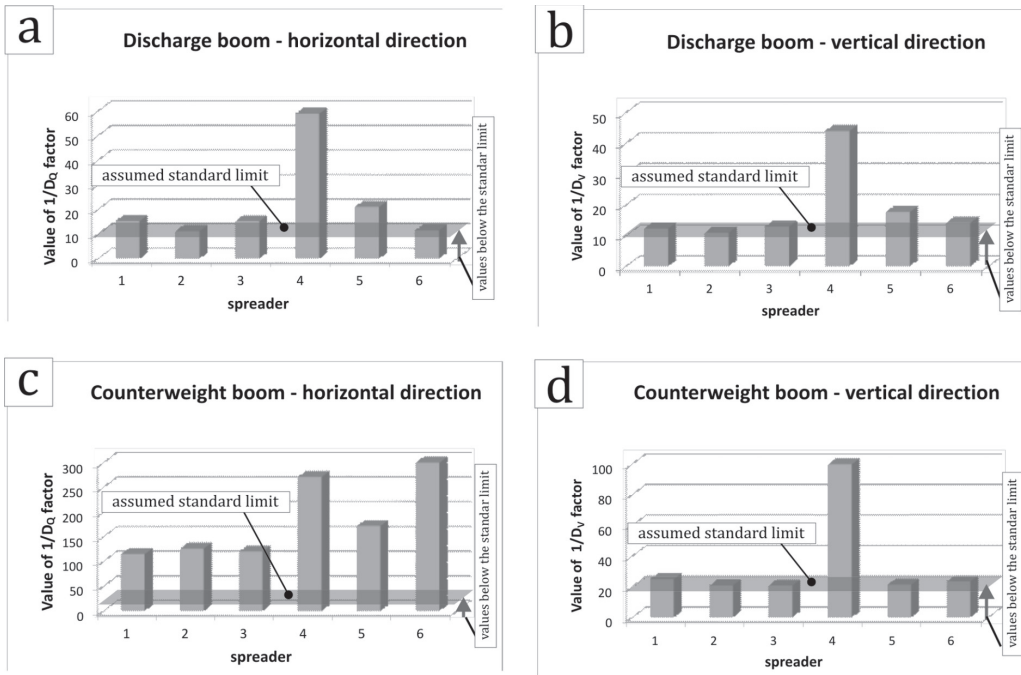 a
Discharge boom - horizontal direction
Value of 1/DQ factor
60
50
40
30
20
10
0
assumed standard limit
values below the standar limit
1 2 3 4 5 6
spreader
b
Discharge boom - vertical direction
Value of 1/DV factor
50
40
30
20
10
0
assumed standard limit
values below the standar limit
1 2 3 4 5 6
spreader
c
Counterweight boom - horizontal direction
Value of 1/DQ factor
300
250
200
150
100
50
0
assumed standard limit
values below the standar limit
1 2 3 4 5 6
spreader
d
Counterweight boom - vertical direction
Value of 1/DV factor
100
80
60
40
20
0
assumed standard limit
values below the standar limit
1 2 3 4 5 6
spreader